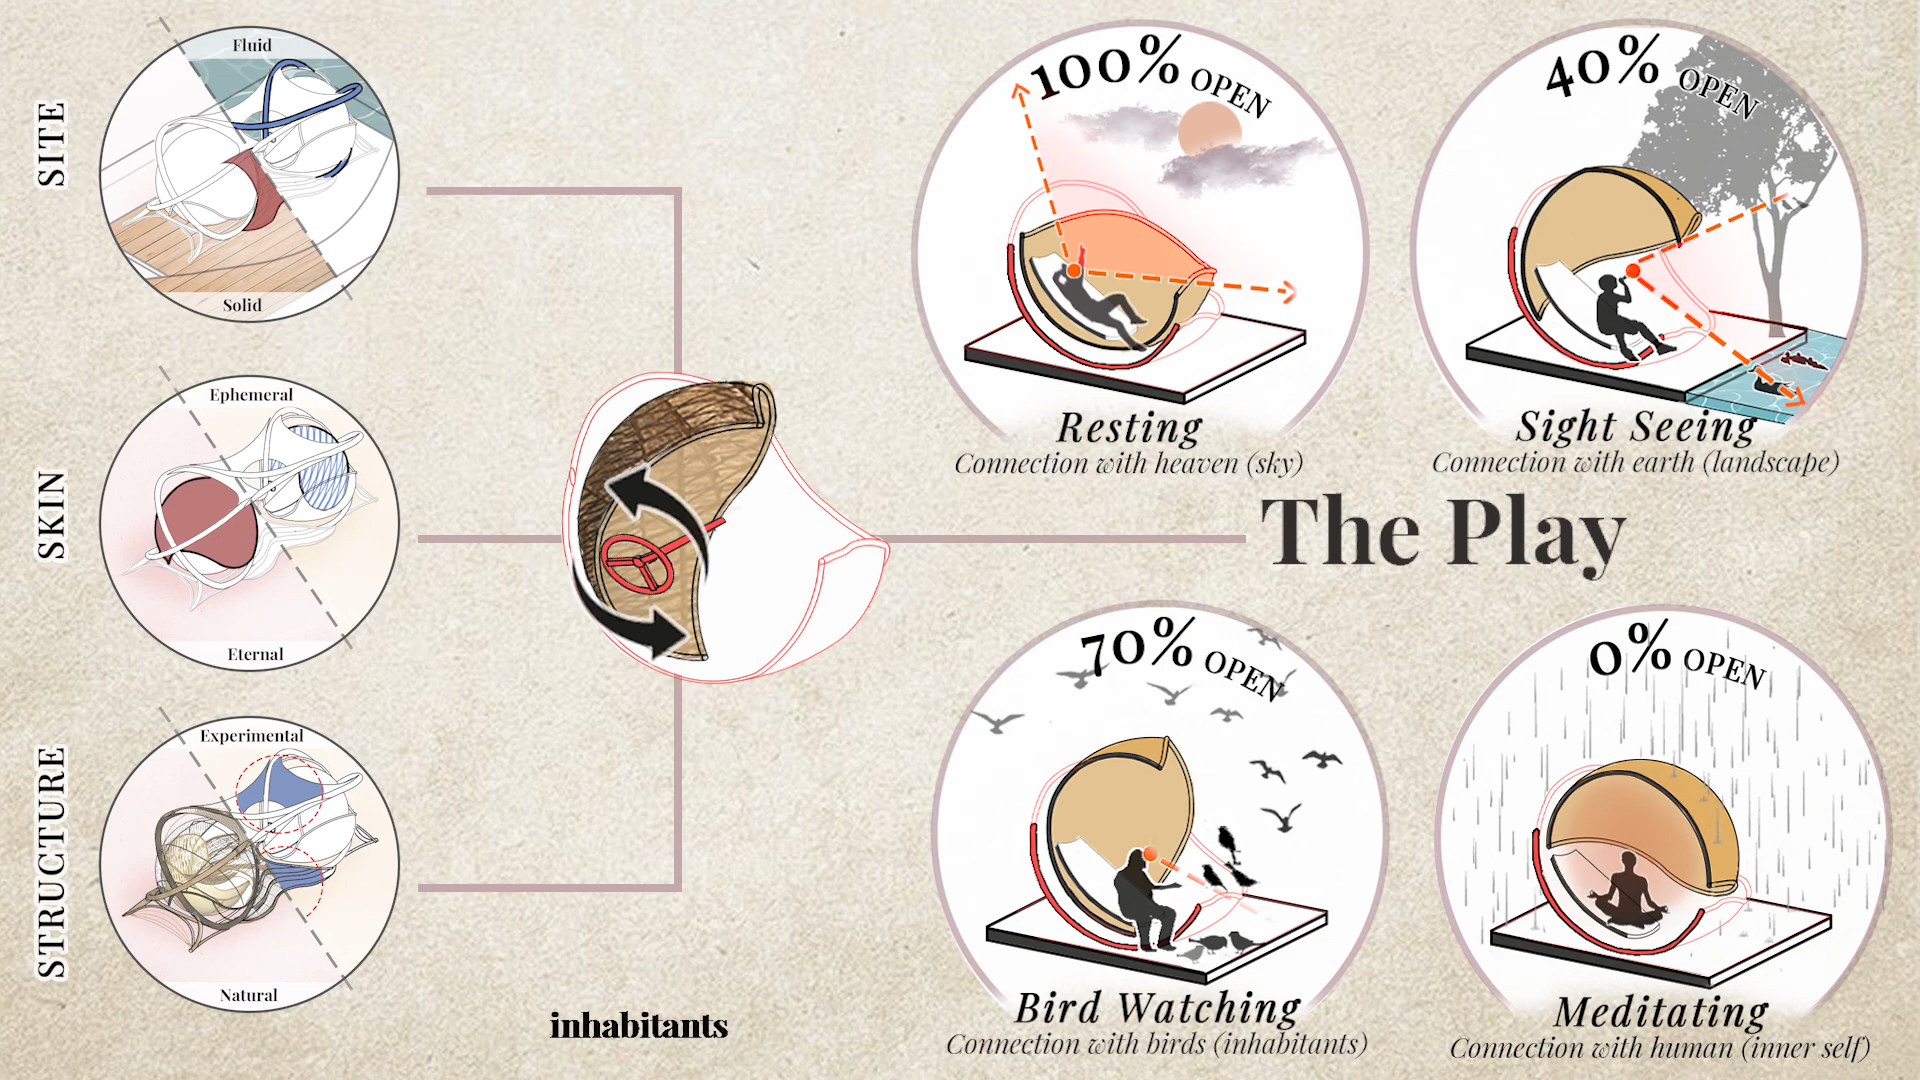 SITE
Fluid
Solid
SKIN
Ephemeral
Eternal
STRUCTURE
Experimental
Natural
inhabitants
100% OPEN
Resting
Connection with heaven (sky)
40% OPEN
Sight Seeing
Connection with earth (landscape)
The Play
70% OPEN
Bird Watching
Connection with birds (inhabitants)
0% OPEN
Meditating
Connection with human (inner self)